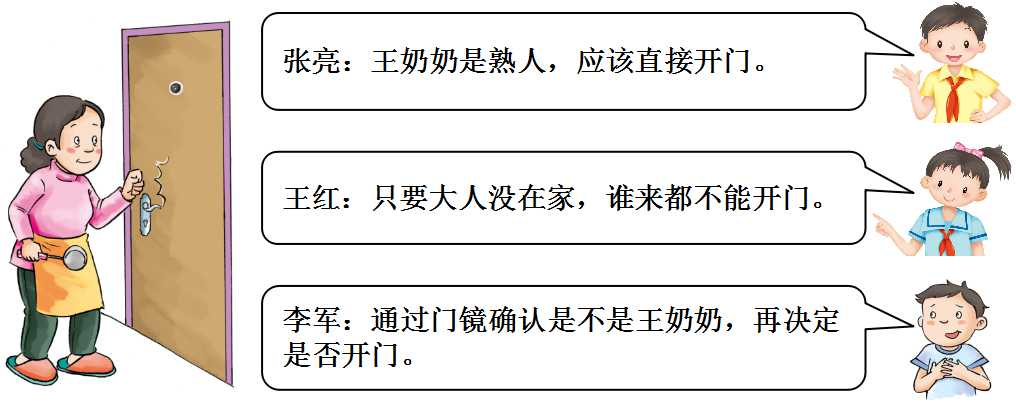 张亮：王奶奶是熟人，应该直接开门。
王红：只要大人没在家，谁来都不能开门。
李军：通过门镜确认是不是王奶奶，再决定
是否开门。